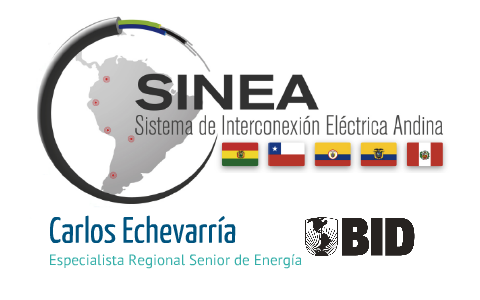 SINEA
Sistema de Interconexión Eléctrica Andina
Carlos Echevarría
BID
Especialista Regional Senior de Energía